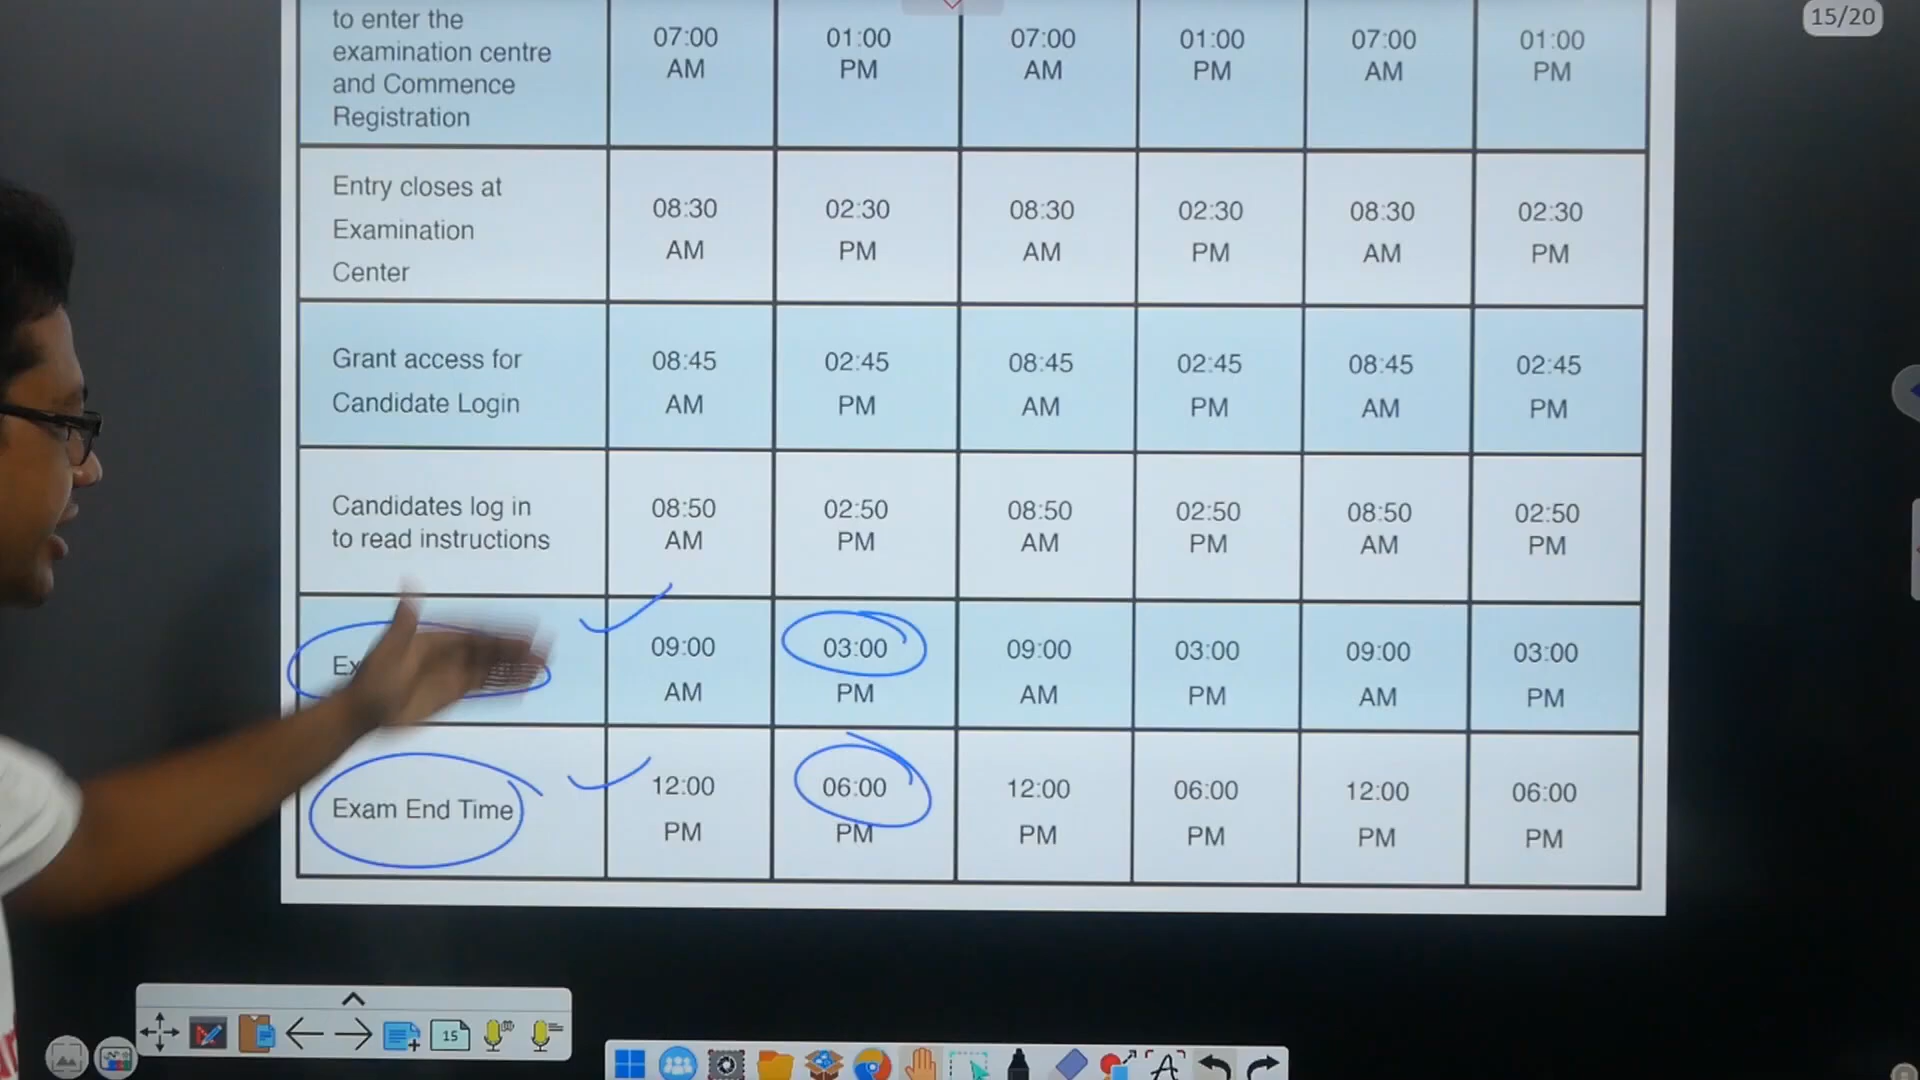 15/20
to enter the
examination centre
and Commence
Registration
07:00
AM
01:00
PM
07:00
AM
01:00
PM
07:00
AM
01:00
PM
Entry closes at
Examination
Center
08:30
AM
02:30
PM
08:30
AM
02:30
PM
08:30
AM
02:30
PM
Grant access for
Candidate Login
08:45
AM
02:45
PM
08:45
AM
02:45
PM
08:45
AM
02:45
PM
Candidates log in
to read instructions
08:50
AM
02:50
PM
08:50
AM
02:50
PM
08:50
AM
02:50
PM
09:00
AM
03:00
PM
09:00
AM
03:00
PM
09:00
AM
03:00
PM
Exam End Time
12:00
PM
06:00
PM
12:00
PM
06:00
PM
12:00
PM
06:00
PM
15